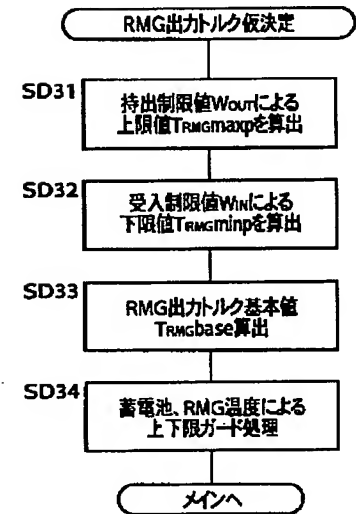 RMG出力トルク仮決定
SD31
持出制限値WOUTによる
上限値TRMGmaxpを算出
SD32
受入制限値WINによる
下限値TRMGminpを算出
SD33
RMG出力トルク基本値
TRMGbase算出
SD34
蓄電池、RMG温度による
上下限ガード処理
メインへ